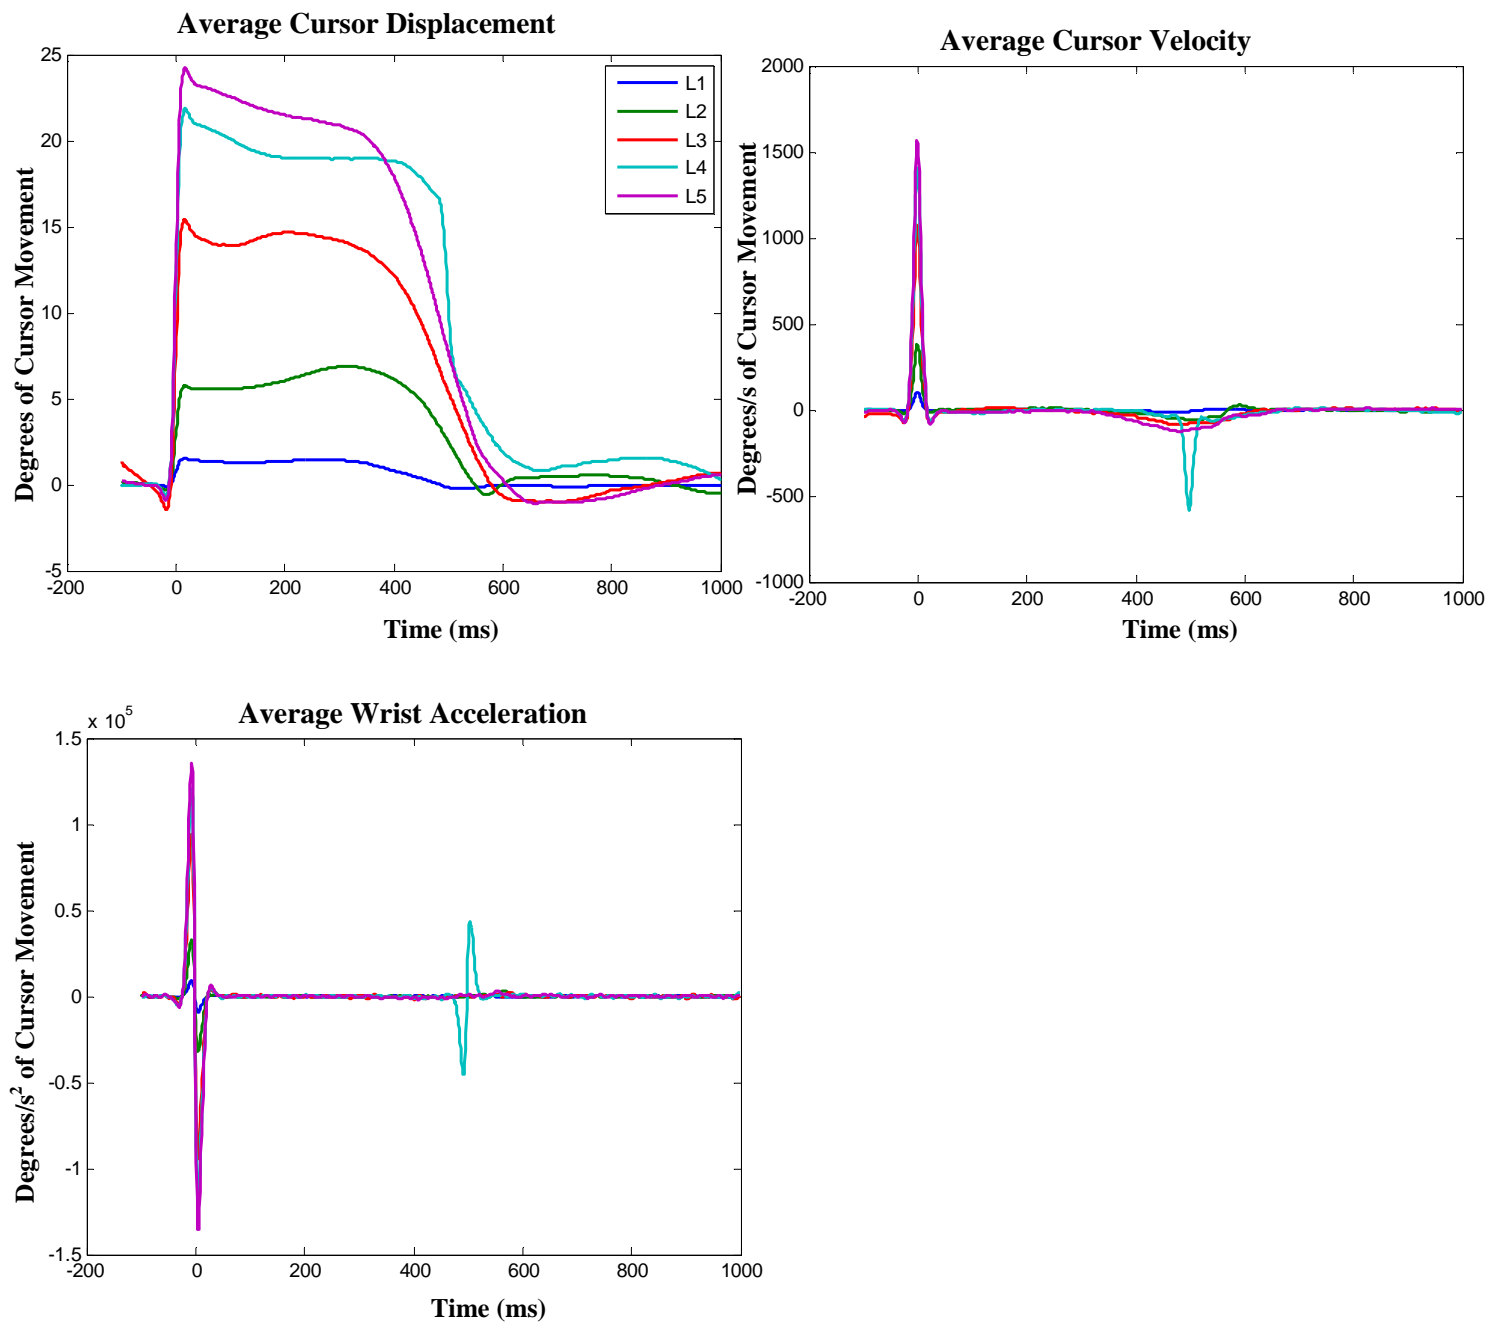 Average Cursor Displacement
Degrees of Cursor Movement
25
20
15
10
5
0
-5
-200
0
200
400
600
800
1000
Time (ms)
L1
L2
L3
L4
L5
Average Cursor Velocity
Degrees/s of Cursor Movement
2000
1500
1000
500
0
-500
-1000
-200
0
200
400
600
800
1000
Time (ms)
Average Wrist Acceleration
x 10^5
Degrees/s² of Cursor Movement
1.5
1
0.5
0
-0.5
-1
-1.5
-200
0
200
400
600
800
1000
Time (ms)